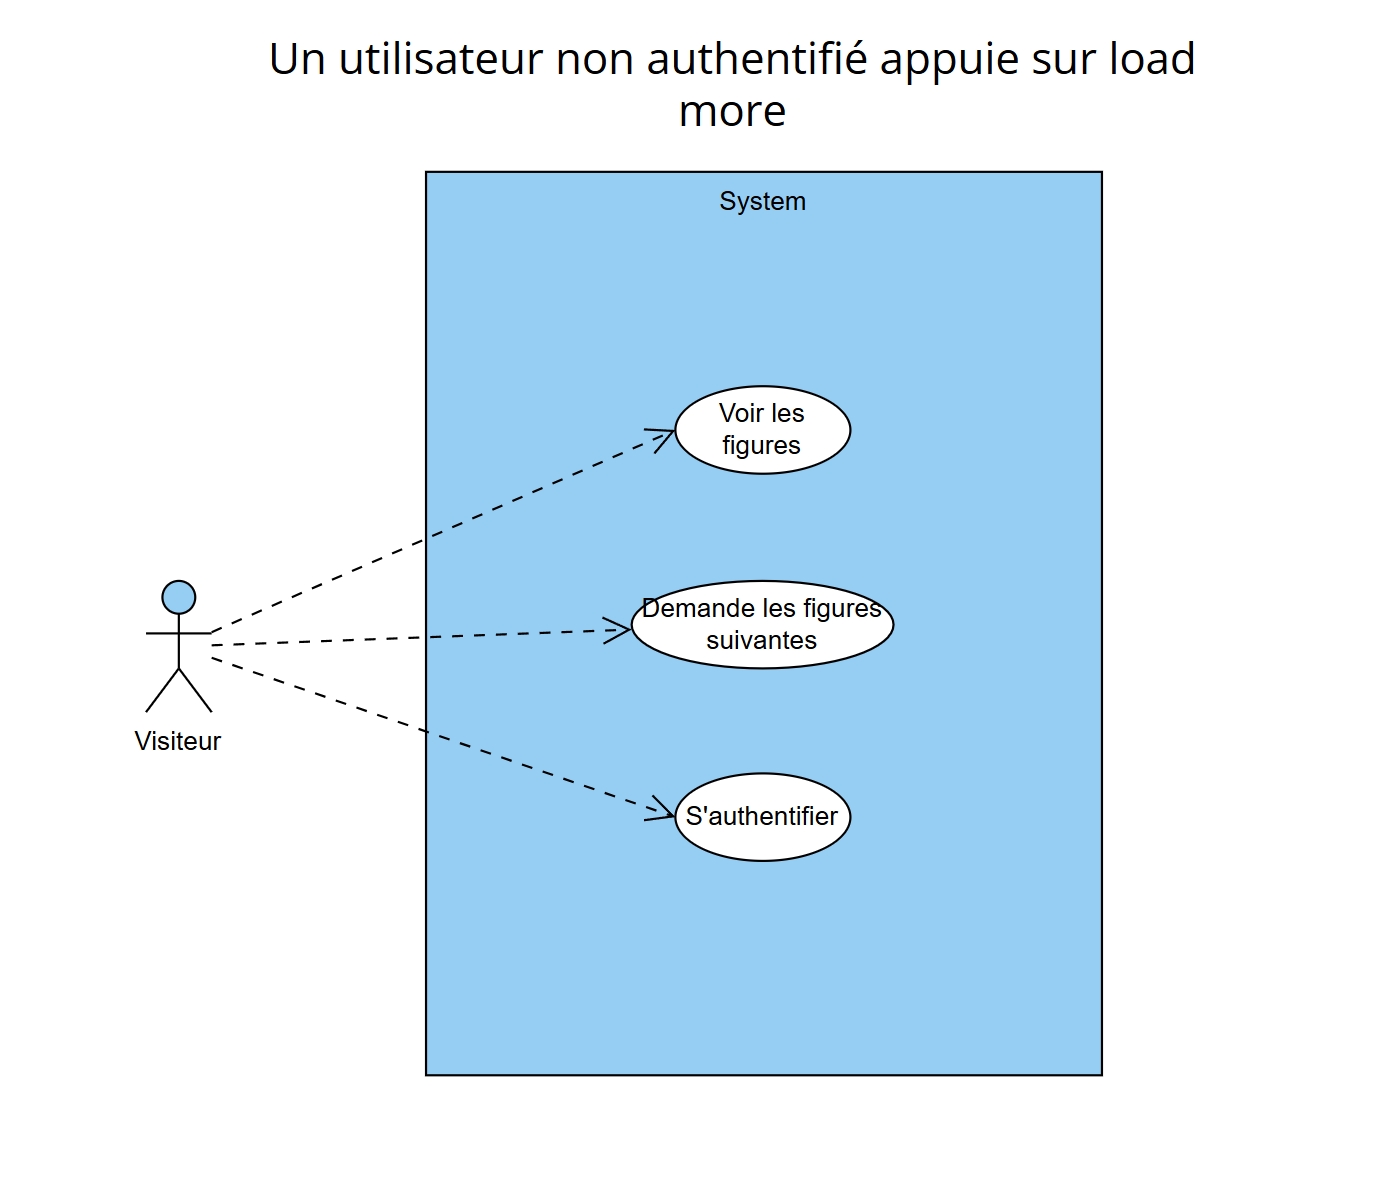 Un utilisateur non authentifié appuie sur load
more
System
Voir les
figures
Demande les figures
suivantes
Visiteur
S'authentifier